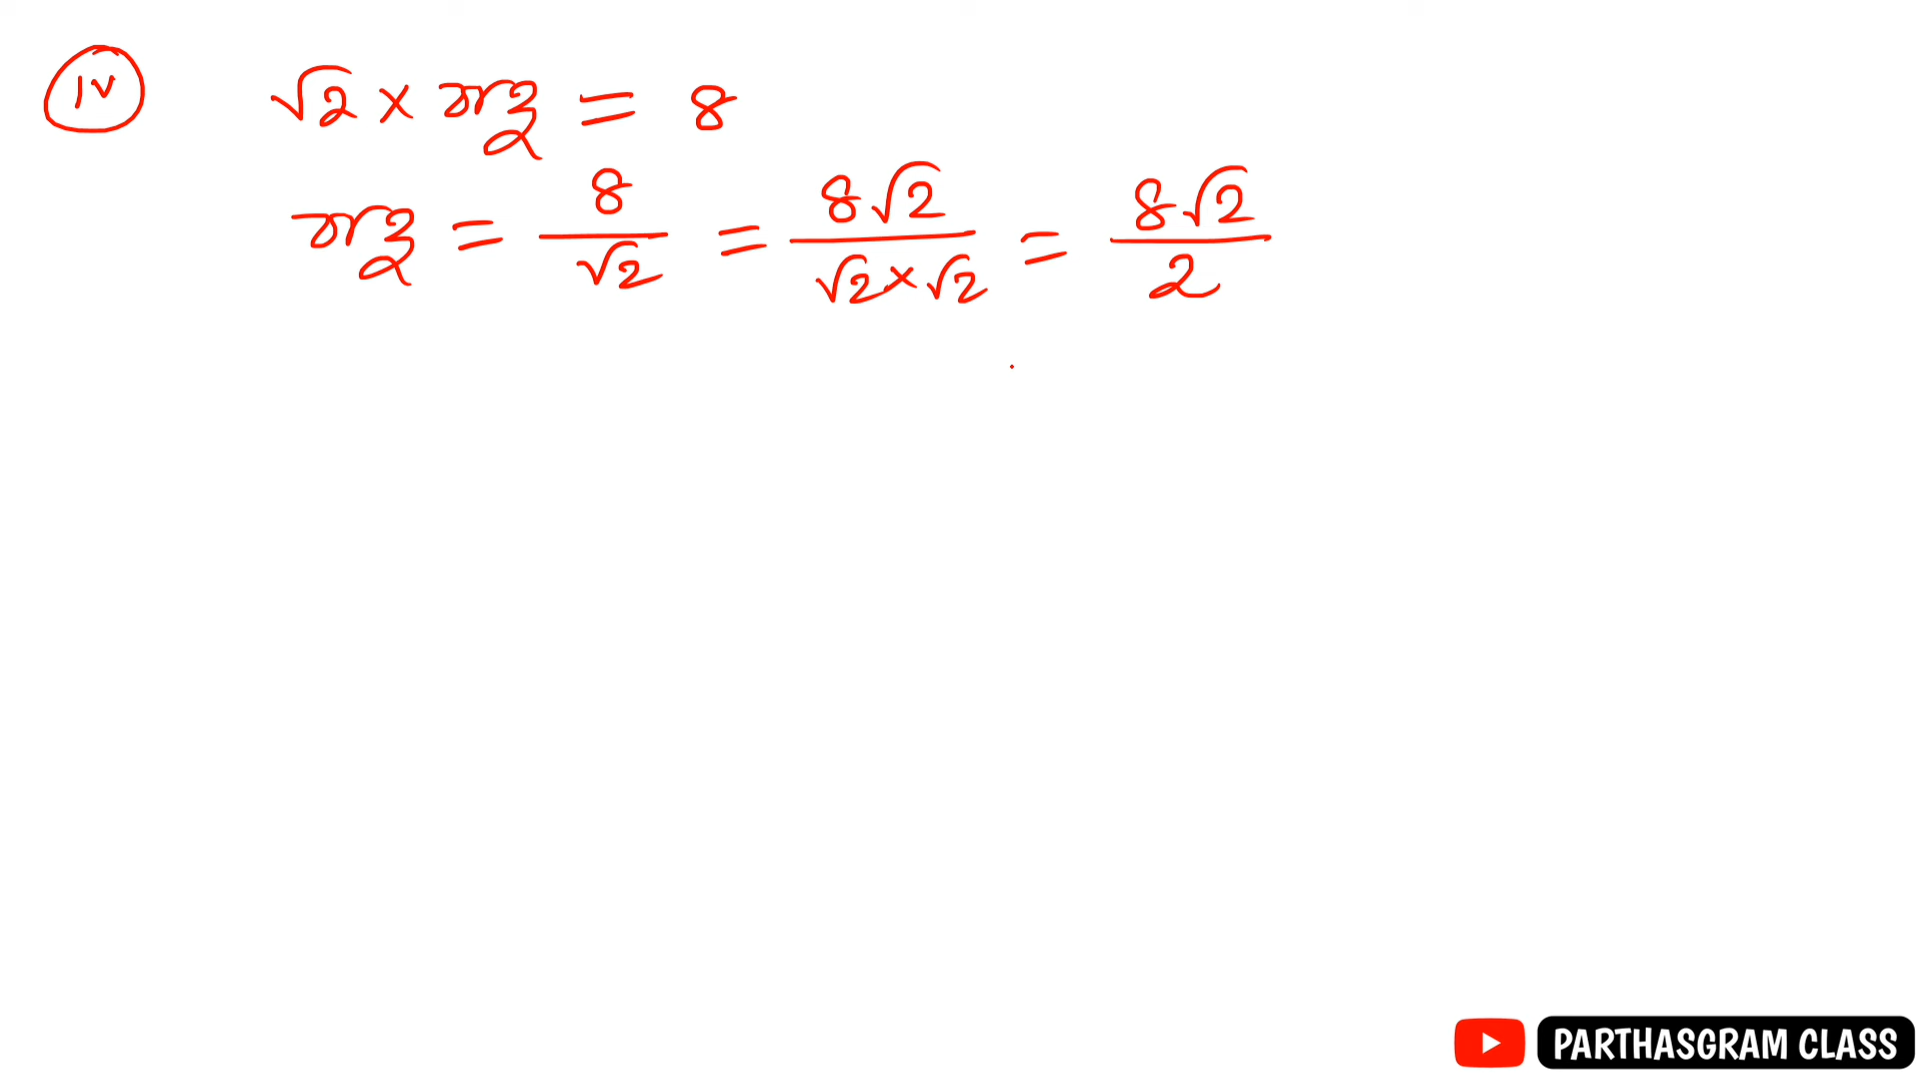 IV
√2 × বাহু = 8
বাহু = 8/√2 = 8√2/(√2×√2) = 8√2/2
PARTHASGRAM CLASS